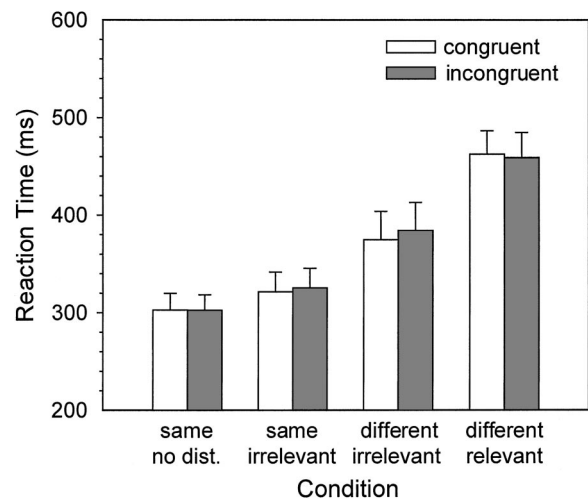 600
500
400
300
200
Reaction Time (ms)
congruent
incongruent
same
no dist.
same
irrelevant
different
irrelevant
different
relevant
Condition